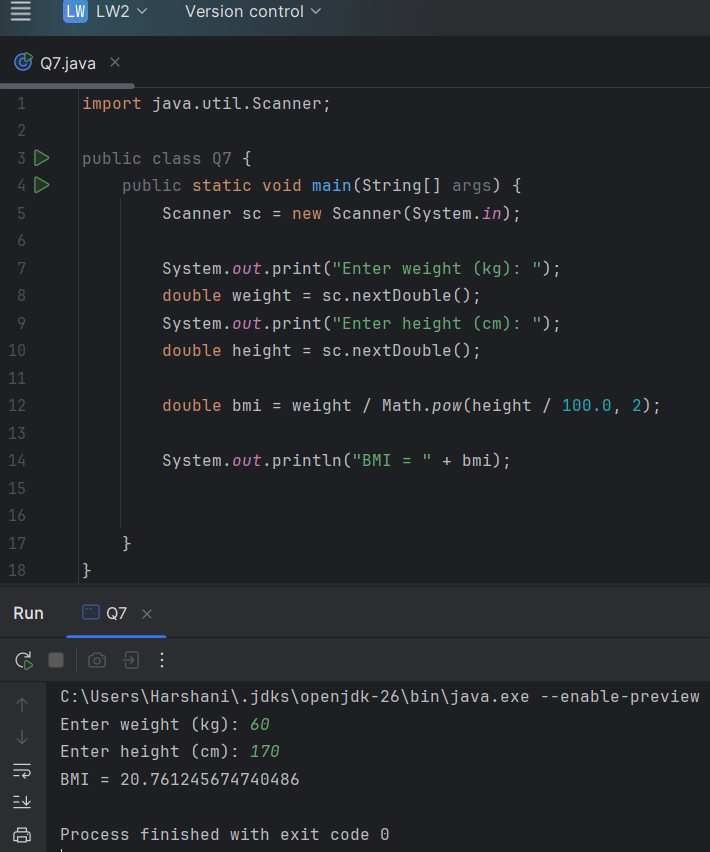 LW LW2 Version control
Q7.java
1 import java.util.Scanner;
2
3 public class Q7 {
4     public static void main(String[] args) {
5         Scanner sc = new Scanner(System.in);
6
7         System.out.print("Enter weight (kg): ");
8         double weight = sc.nextDouble();
9         System.out.print("Enter height (cm): ");
10         double height = sc.nextDouble();
11
12         double bmi = weight / Math.pow(height / 100.0, 2);
13
14         System.out.println("BMI = " + bmi);
15
16
17     }
18 }
Run Q7
C:\Users\Harshani\.jdks\openjdk-26\bin\java.exe --enable-preview
Enter weight (kg): 60
Enter height (cm): 170
BMI = 20.761245674740486
Process finished with exit code 0